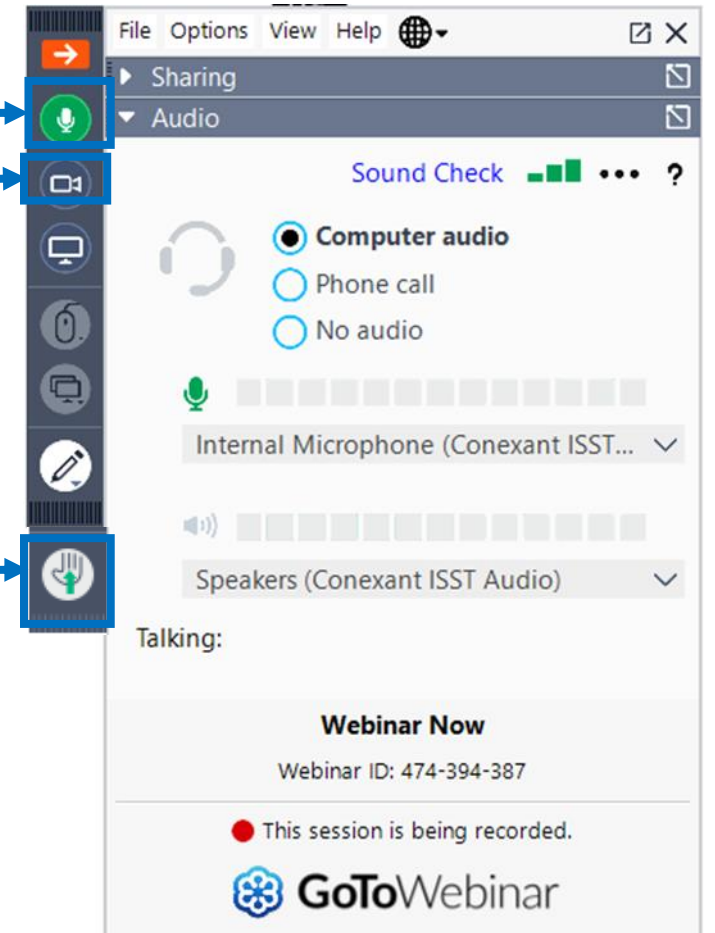 File Options View Help
Sharing
Audio
Sound Check ?
Computer audio
Phone call
No audio
Internal Microphone (Conexant ISST...
Speakers (Conexant ISST Audio)
Talking:
Webinar Now
Webinar ID: 474-394-387
This session is being recorded.
GoToWebinar